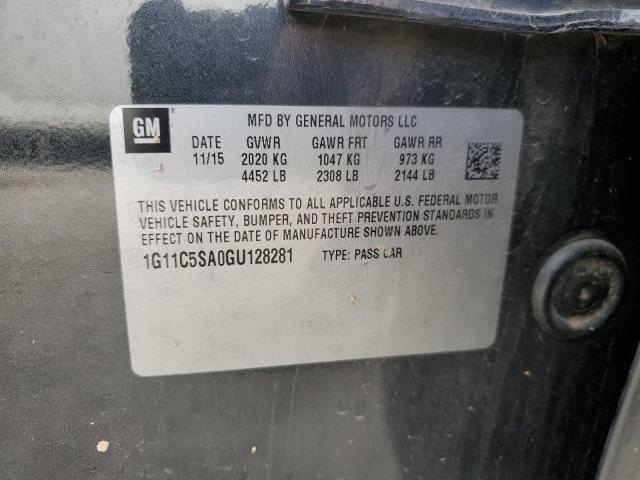 GM ® MFD BY GENERAL MOTORS LLC
DATE GVWR GAWR FRT GAWR RR
11/15 2020 KG 1047 KG 973 KG
4452 LB 2308 LB 2144 LB
THIS VEHICLE CONFORMS TO ALL APPLICABLE U.S. FEDERAL MOTOR
VEHICLE SAFETY, BUMPER, AND THEFT PREVENTION STANDARDS IN
EFFECT ON THE DATE OF MANUFACTURE SHOWN ABOVE.
1G11C5SA0GU128281 TYPE: PASS CAR